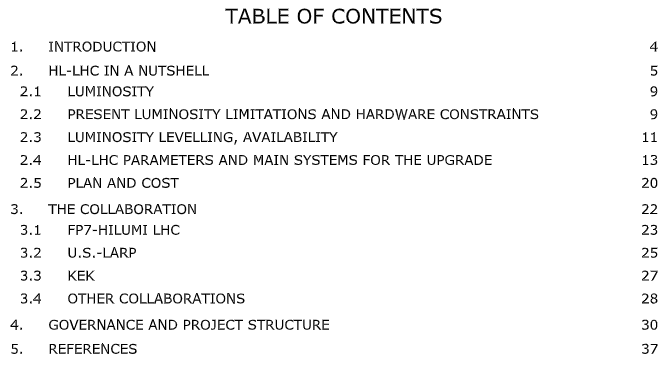 TABLE OF CONTENTS
1. INTRODUCTION 4
2. HL-LHC IN A NUTSHELL 5
2.1 LUMINOSITY 9
2.2 PRESENT LUMINOSITY LIMITATIONS AND HARDWARE CONSTRAINTS 9
2.3 LUMINOSITY LEVELLING, AVAILABILITY 11
2.4 HL-LHC PARAMETERS AND MAIN SYSTEMS FOR THE UPGRADE 13
2.5 PLAN AND COST 20
3. THE COLLABORATION 22
3.1 FP7-HILUMI LHC 23
3.2 U.S.-LARP 25
3.3 KEK 27
3.4 OTHER COLLABORATIONS 28
4. GOVERNANCE AND PROJECT STRUCTURE 30
5. REFERENCES 37